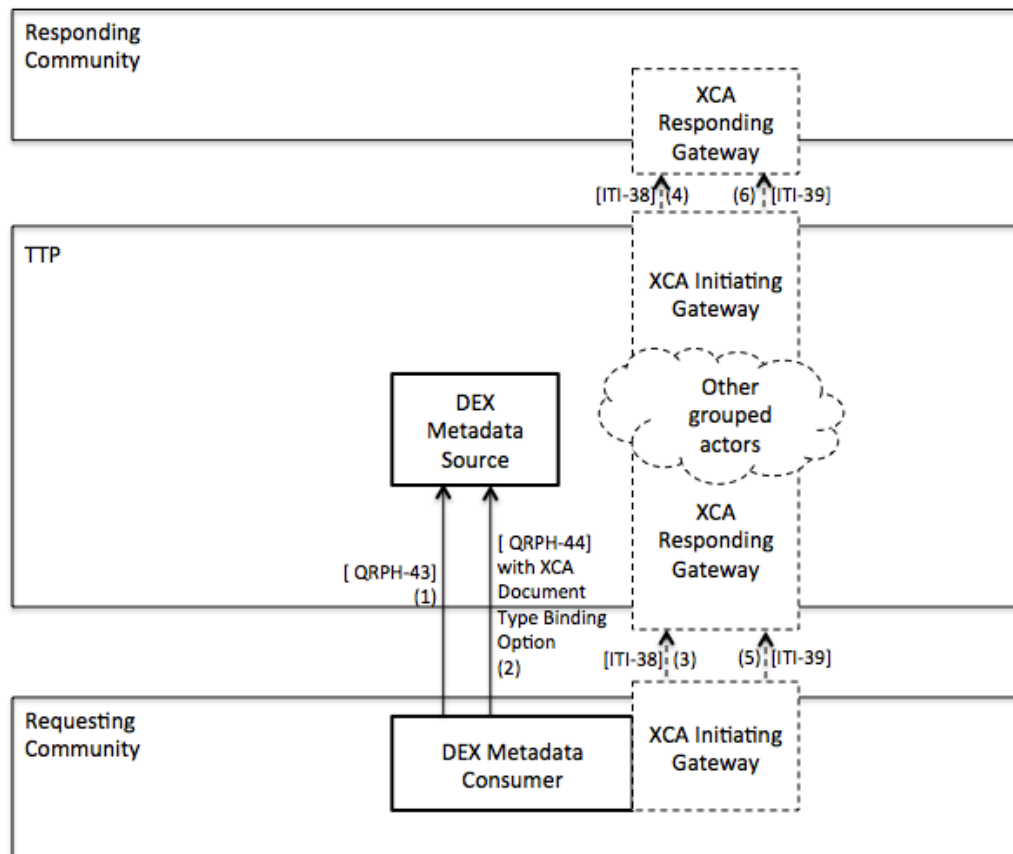 Responding
Community
XCA
Responding
Gateway
[ITI-38] (4)
(6) [ITI-39]
TTP
XCA Initiating
Gateway
Other
grouped
actors
DEX
Metadata
Source
XCA
Responding
Gateway
[ QRPH-43]
(1)
[ QRPH-44]
with XCA
Document
Type Binding
Option
(2)
[ITI-38] (3)
(5) [ITI-39]
Requesting
Community
DEX Metadata
Consumer
XCA Initiating
Gateway